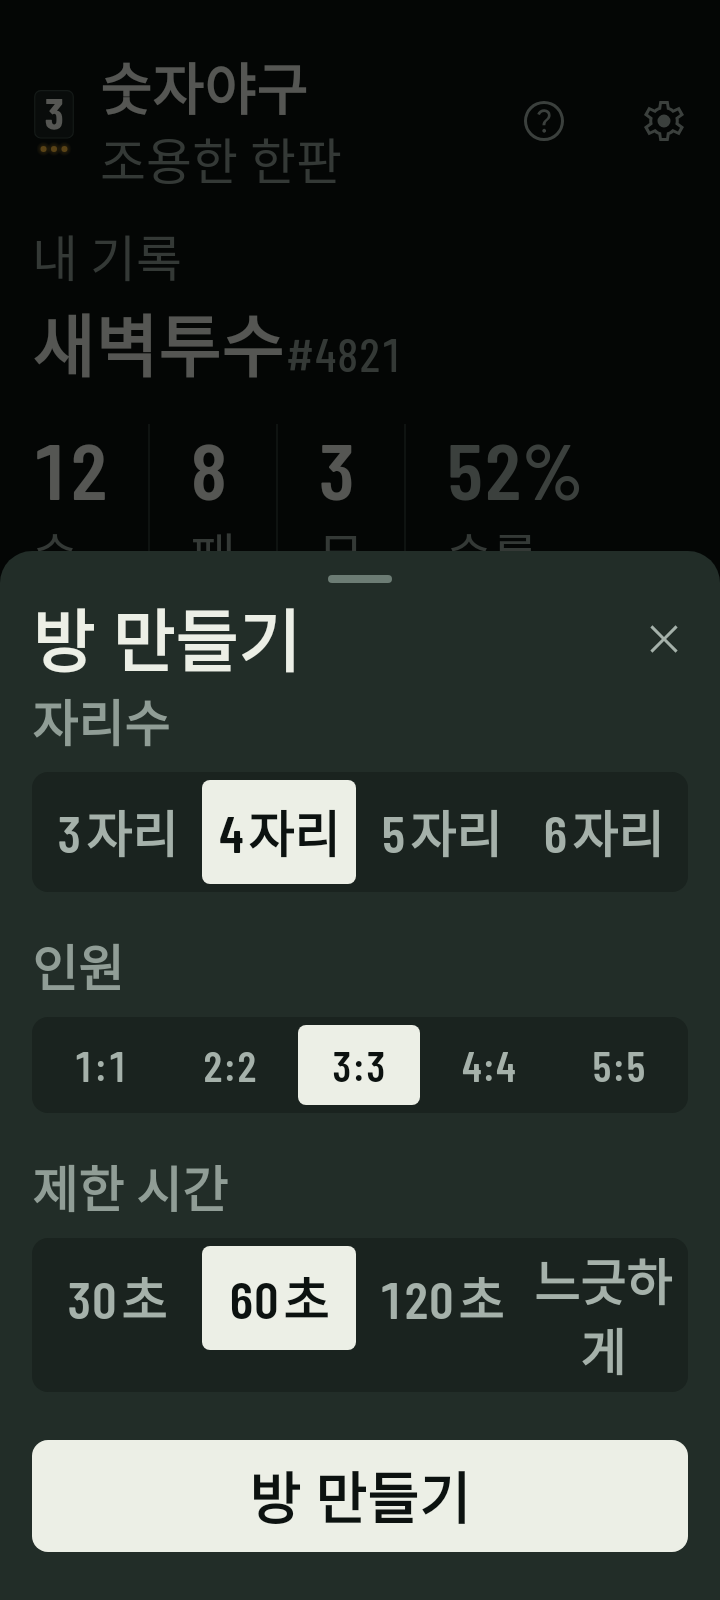 3
숫자야구
조용한 한판
내 기록
새벽투수#4821
12 8 3 52%
방 만들기
자리수
3자리 4자리 5자리 6자리
인원
1:1 2:2 3:3 4:4 5:5
제한 시간
30초 60초 120초 느긋하
게
방 만들기